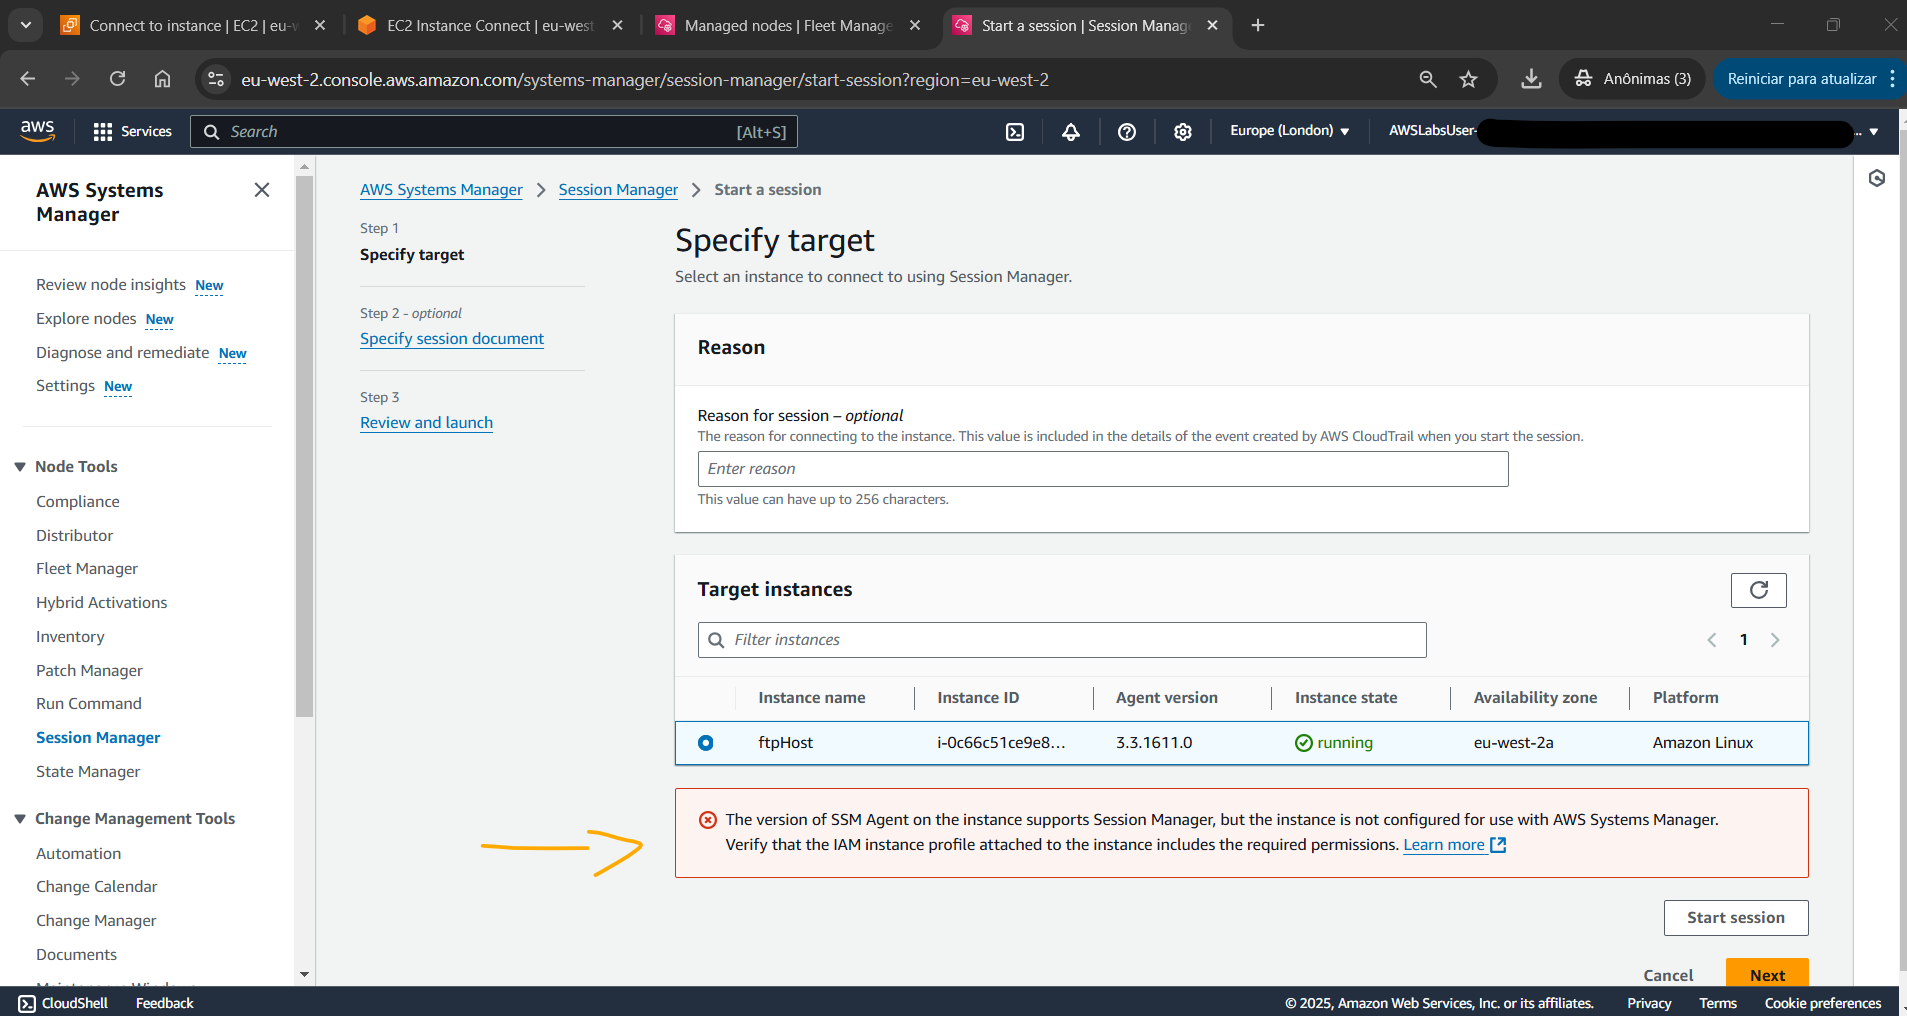 Connect to instance | EC2 | eu-w
EC2 Instance Connect | eu-west
Managed nodes | Fleet Manage
Start a session | Session Manag
eu-west-2.console.aws.amazon.com/systems-manager/session-manager/start-session?region=eu-west-2
Anônimas (3)
Reiniciar para atualizar
aws
Services
Search
[Alt+S]
Europe (London)
AWSLabsUser-
...
AWS Systems
Manager
Review node insights New
Explore nodes New
Diagnose and remediate New
Settings New
Node Tools
Compliance
Distributor
Fleet Manager
Hybrid Activations
Inventory
Patch Manager
Run Command
Session Manager
State Manager
Change Management Tools
Automation
Change Calendar
Change Manager
Documents
AWS Systems Manager > Session Manager > Start a session
Step 1
Specify target
Step 2 - optional
Specify session document
Step 3
Review and launch
Specify target
Select an instance to connect to using Session Manager.
Reason
Reason for session – optional
The reason for connecting to the instance. This value is included in the details of the event created by AWS CloudTrail when you start the session.
Enter reason
This value can have up to 256 characters.
Target instances
Filter instances
1
Instance name Instance ID Agent version Instance state Availability zone Platform
ftpHost i-0c66c51ce9e8... 3.3.1611.0 running eu-west-2a Amazon Linux
The version of SSM Agent on the instance supports Session Manager, but the instance is not configured for use with AWS Systems Manager.
Verify that the IAM instance profile attached to the instance includes the required permissions. Learn more
Start session
Cancel
Next
CloudShell
Feedback
© 2025, Amazon Web Services, Inc. or its affiliates.
Privacy
Terms
Cookie preferences